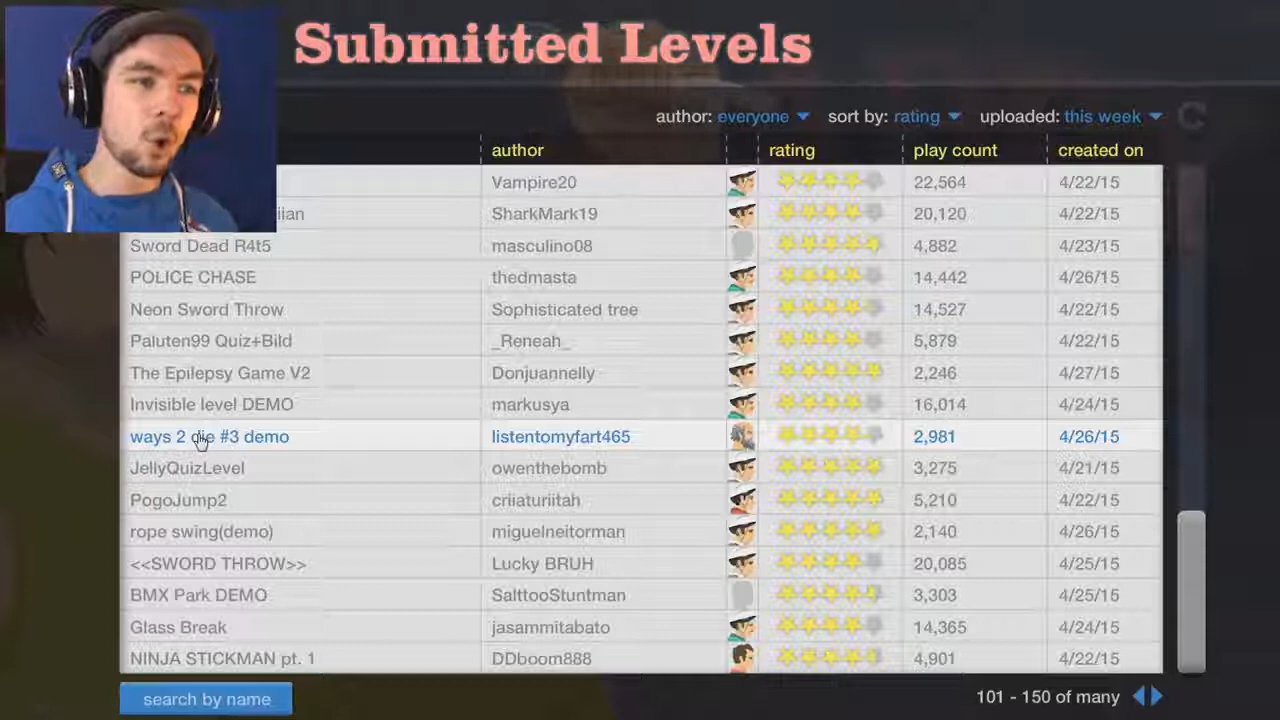 Submitted Levels
author: everyone sort by: rating uploaded: this week
author rating play count created on
Vampire20 22,564 4/22/15
iian SharkMark19 20,120 4/22/15
Sword Dead R4t5 masculino08 4,882 4/23/15
POLICE CHASE thedmasta 14,442 4/26/15
Neon Sword Throw Sophisticated tree 14,527 4/22/15
Paluten99 Quiz+Bild _Reneah_ 5,879 4/22/15
The Epilepsy Game V2 Donjuannelly 2,246 4/27/15
Invisible level DEMO markusya 16,014 4/24/15
ways 2 die #3 demo listentomyfart465 2,981 4/26/15
JellyQuizLevel owenthebomb 3,275 4/21/15
PogoJump2 criiaturiitah 5,210 4/22/15
rope swing(demo) miguelneitorman 2,140 4/26/15
<<SWORD THROW>> Lucky BRUH 20,085 4/25/15
BMX Park DEMO SalttooStuntman 3,303 4/25/15
Glass Break jasammitabato 14,365 4/24/15
NINJA STICKMAN pt. 1 DDboom888 4,901 4/22/15
search by name 101 - 150 of many